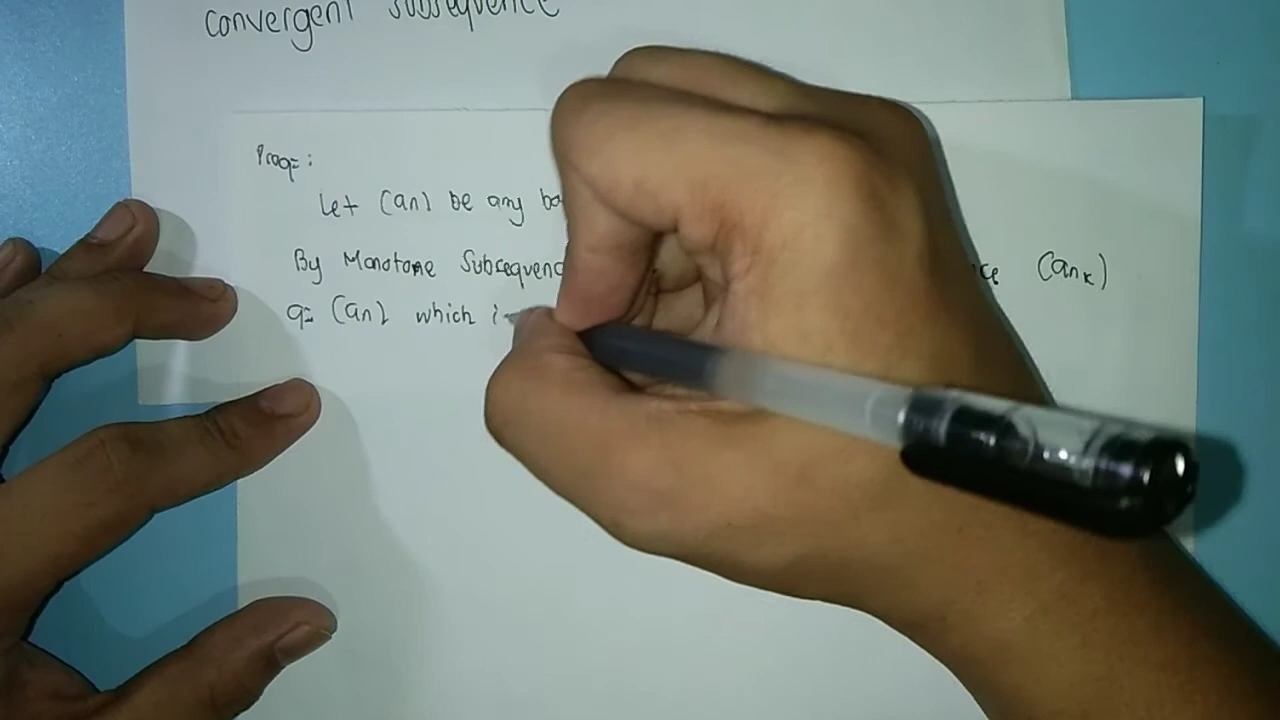 convergent subsequence
Proof:
Let (an) be any bo
By Monotone Subsequenc ce (ank)
of (an) which i